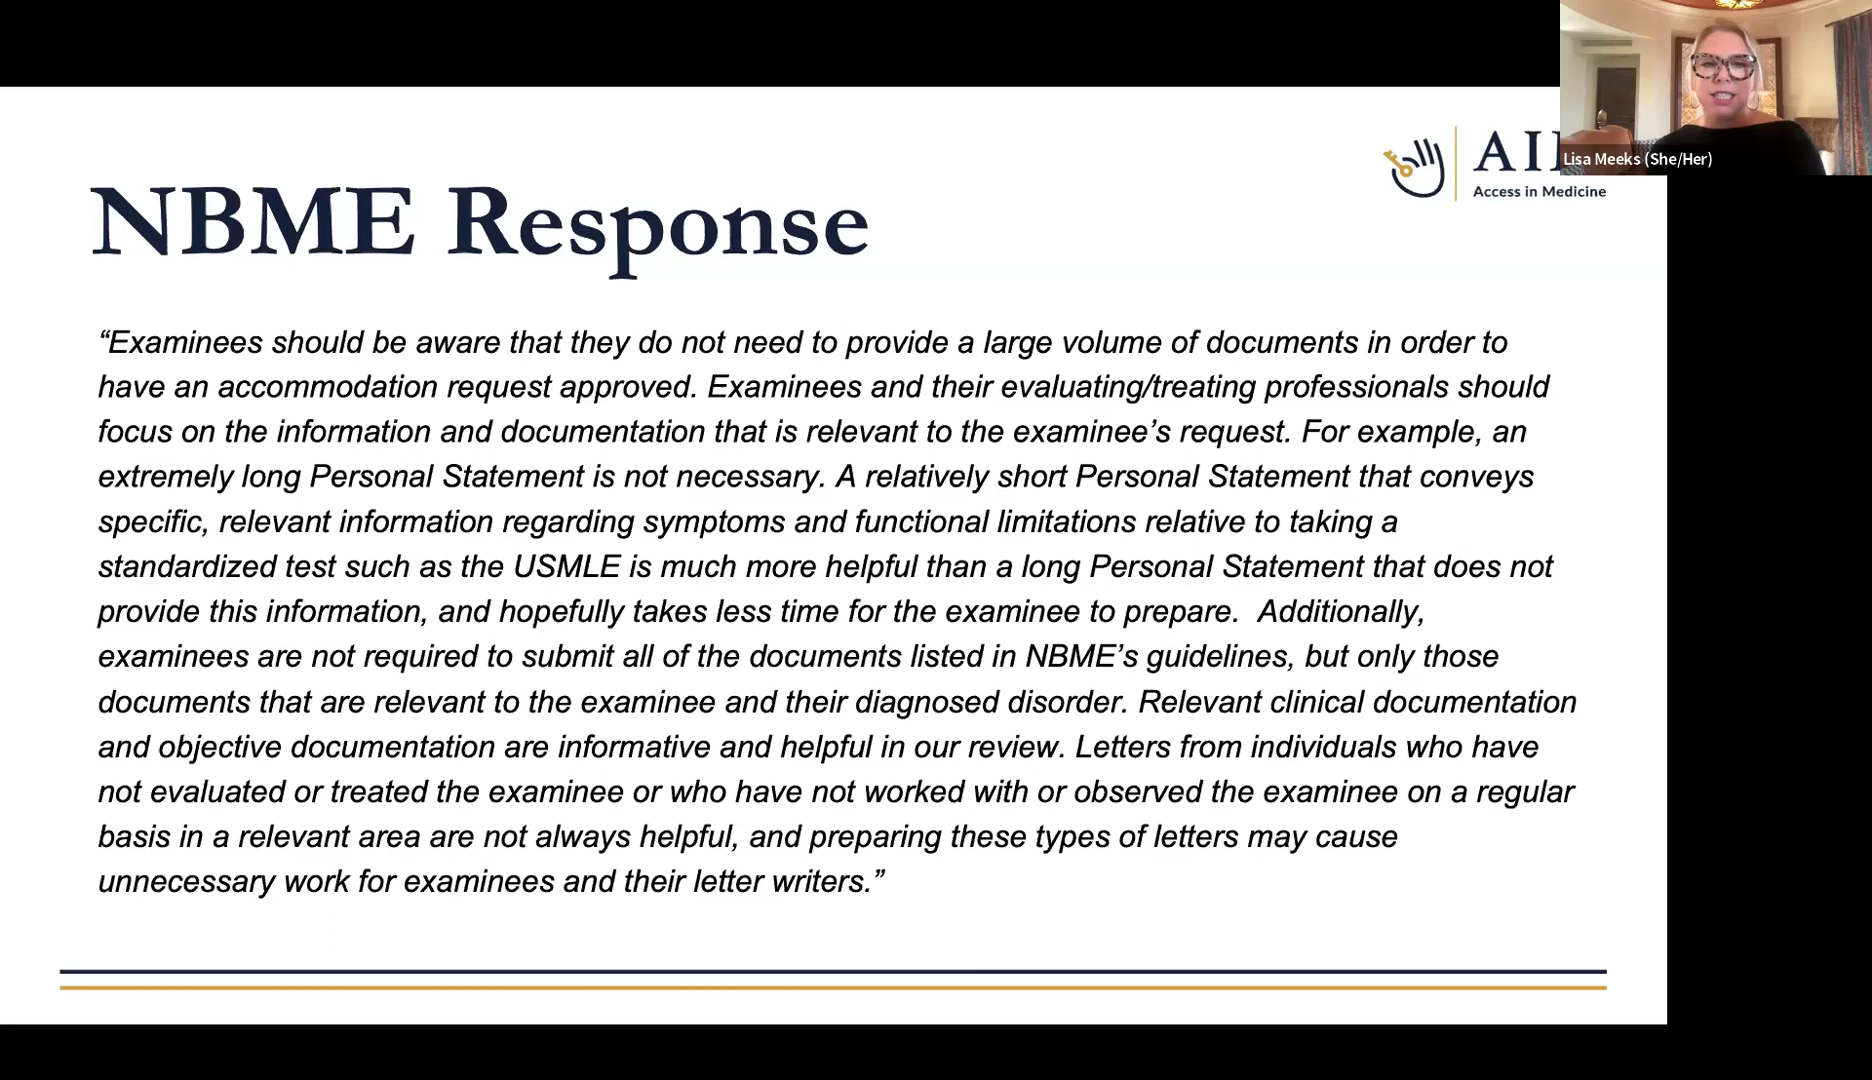 AI
Access in Medicine
Lisa Meeks (She/Her)
NBME Response
“Examinees should be aware that they do not need to provide a large volume of documents in order to
have an accommodation request approved. Examinees and their evaluating/treating professionals should
focus on the information and documentation that is relevant to the examinee’s request. For example, an
extremely long Personal Statement is not necessary. A relatively short Personal Statement that conveys
specific, relevant information regarding symptoms and functional limitations relative to taking a
standardized test such as the USMLE is much more helpful than a long Personal Statement that does not
provide this information, and hopefully takes less time for the examinee to prepare.  Additionally,
examinees are not required to submit all of the documents listed in NBME’s guidelines, but only those
documents that are relevant to the examinee and their diagnosed disorder. Relevant clinical documentation
and objective documentation are informative and helpful in our review. Letters from individuals who have
not evaluated or treated the examinee or who have not worked with or observed the examinee on a regular
basis in a relevant area are not always helpful, and preparing these types of letters may cause
unnecessary work for examinees and their letter writers.”